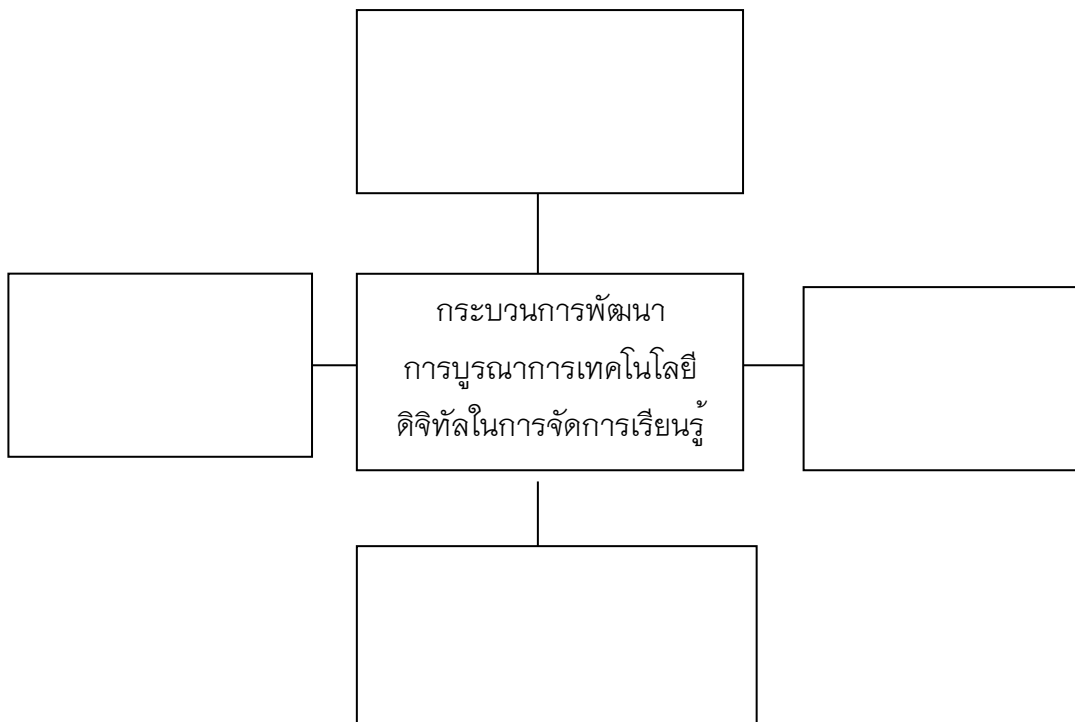 กระบวนการพัฒนา
การบูรณาการเทคโนโลยี
ดิจิทัลในการจัดการเรียนรู้